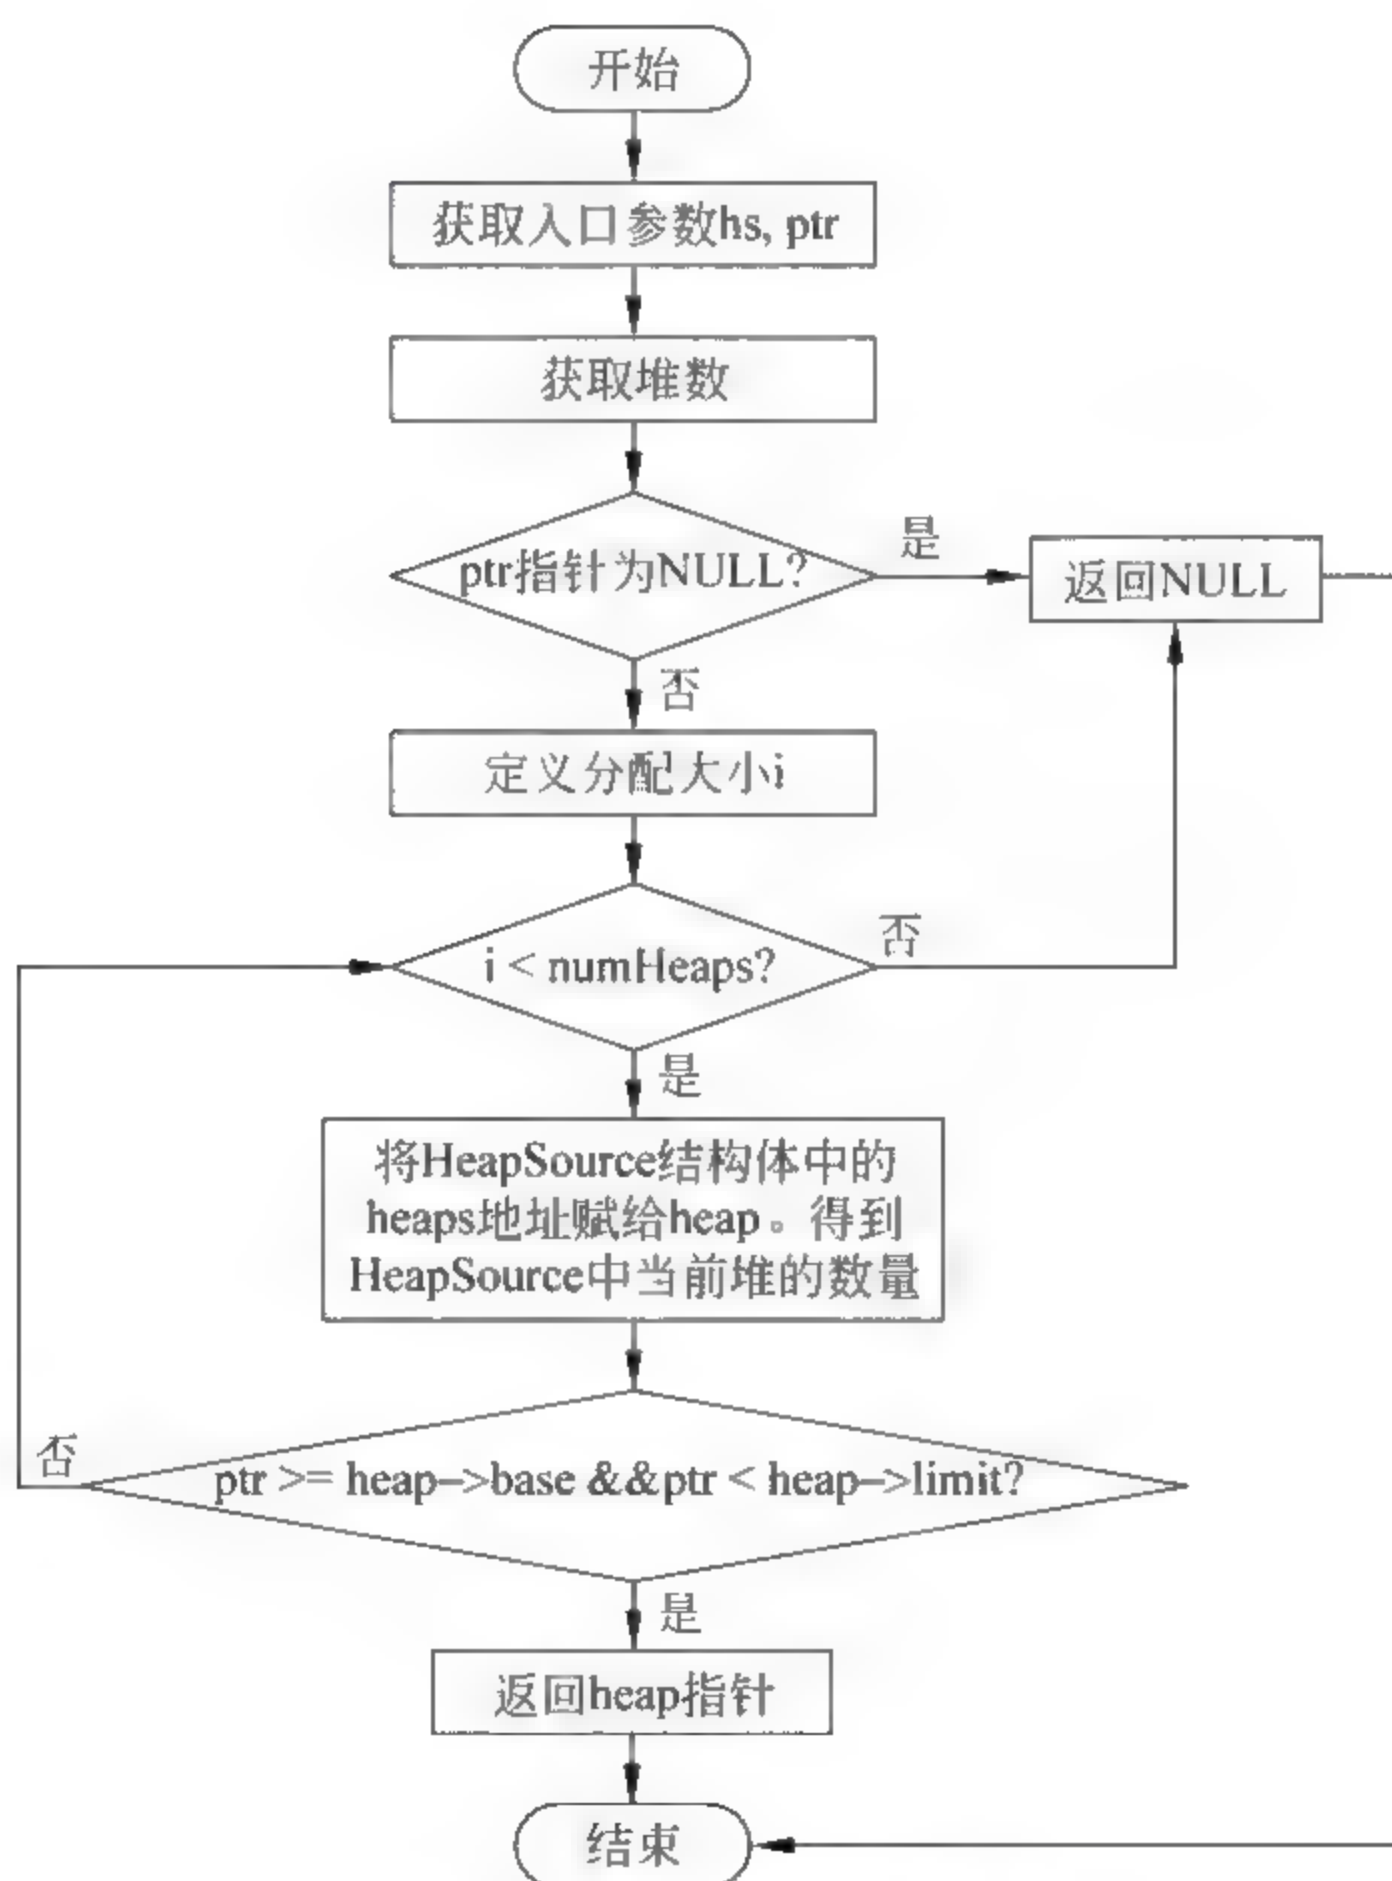 开始
获取入口参数hs, ptr
获取堆数
ptr指针为NULL?
是
返回NULL
否
定义分配大小i
i < numHeaps?
否
是
将HeapSource结构体中的
heaps地址赋给heap。得到
HeapSource中当前堆的数量
否
ptr >= heap–>base &&ptr < heap–>limit?
是
返回heap指针
结束